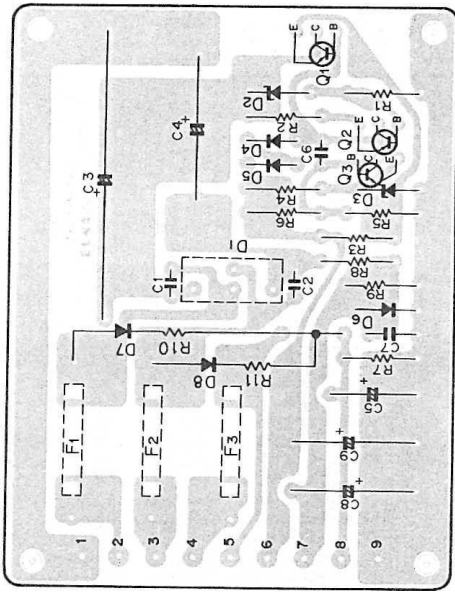 E
C
B
Q1
C3
+
C4
+
D2
R2
D4
D5
C6
R1
E
C
B
Q2
B
C
E
Q3
D3
R4
R6
R5
D1
C1
C2
R3
R8
R9
D6
C7
R7
D7
R10
D8
R11
F1
F2
F3
C5
+
C9
+
C8
+
1
2
3
4
5
6
7
8
9